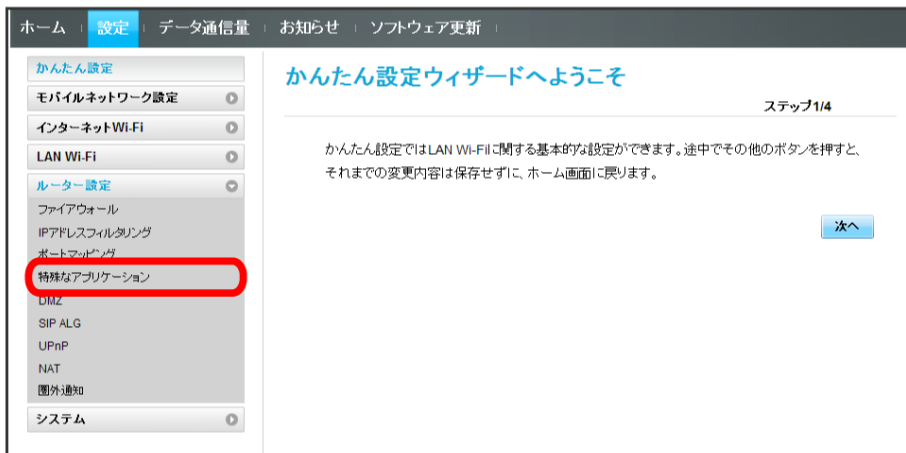 ホーム 設定 データ通信量 お知らせ ソフトウェア更新
かんたん設定
モバイルネットワーク設定
インターネットWi-Fi
LAN Wi-Fi
ルーター設定
ファイアウォール
IPアドレスフィルタリング
ポートマッピング
特殊なアプリケーション
DMZ
SIP ALG
UPnP
NAT
圏外通知
システム
かんたん設定ウィザードへようこそ
ステップ1/4
かんたん設定ではLAN Wi-Fiに関する基本的な設定ができます。途中でその他のボタンを押すと、
それまでの変更内容は保存せずに、ホーム画面に戻ります。
次へ